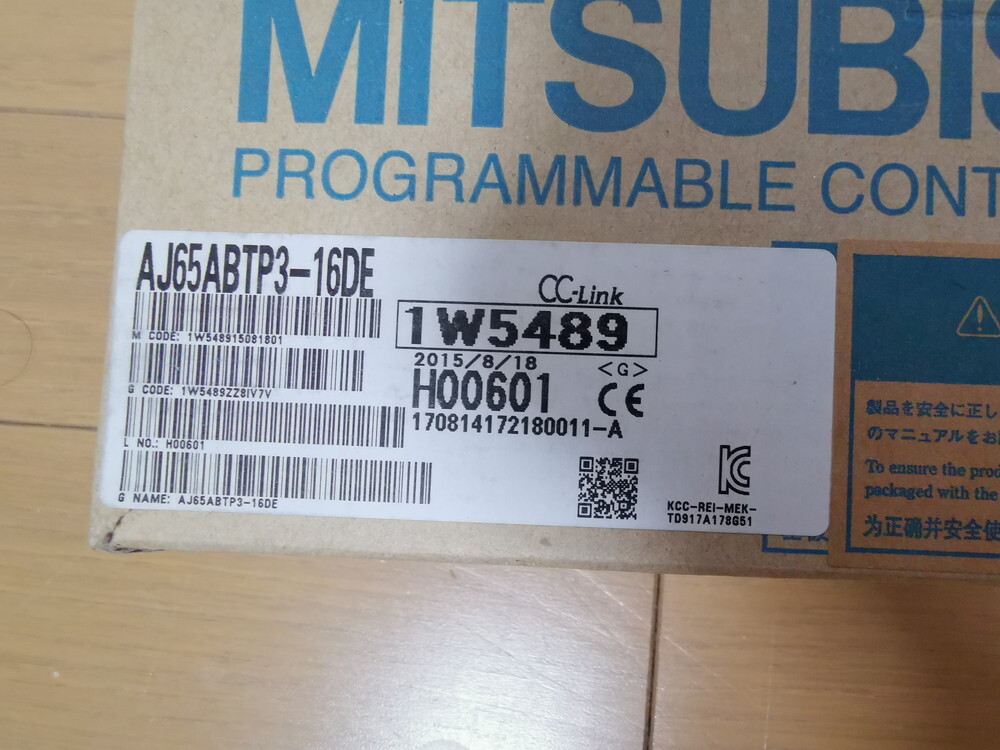 MITSUBIS
PROGRAMMABLE CONT
AJ65ABTP3-16DE
M CODE: 1W548915081801
G CODE: 1W5489ZZ8IV7V
L NO.: H00601
G NAME: AJ65ABTP3-16DE
CC-Link
1W5489
2015/8/18 <G>
H00601 CE
170814172180011-A
KCC-REI-MEK-
TD917A178G51
製品を安全に正し
のマニュアルをお
To ensure the prod
packaged with the
为正确并安全使